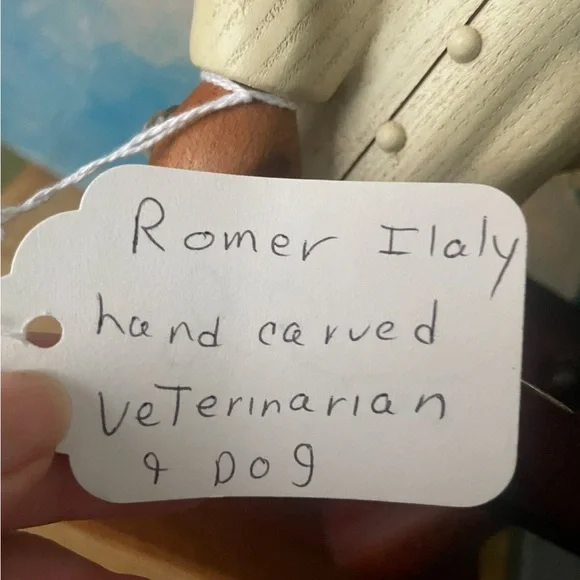 Romer Ilaly
hand carved
VeTerinarian
& DOg